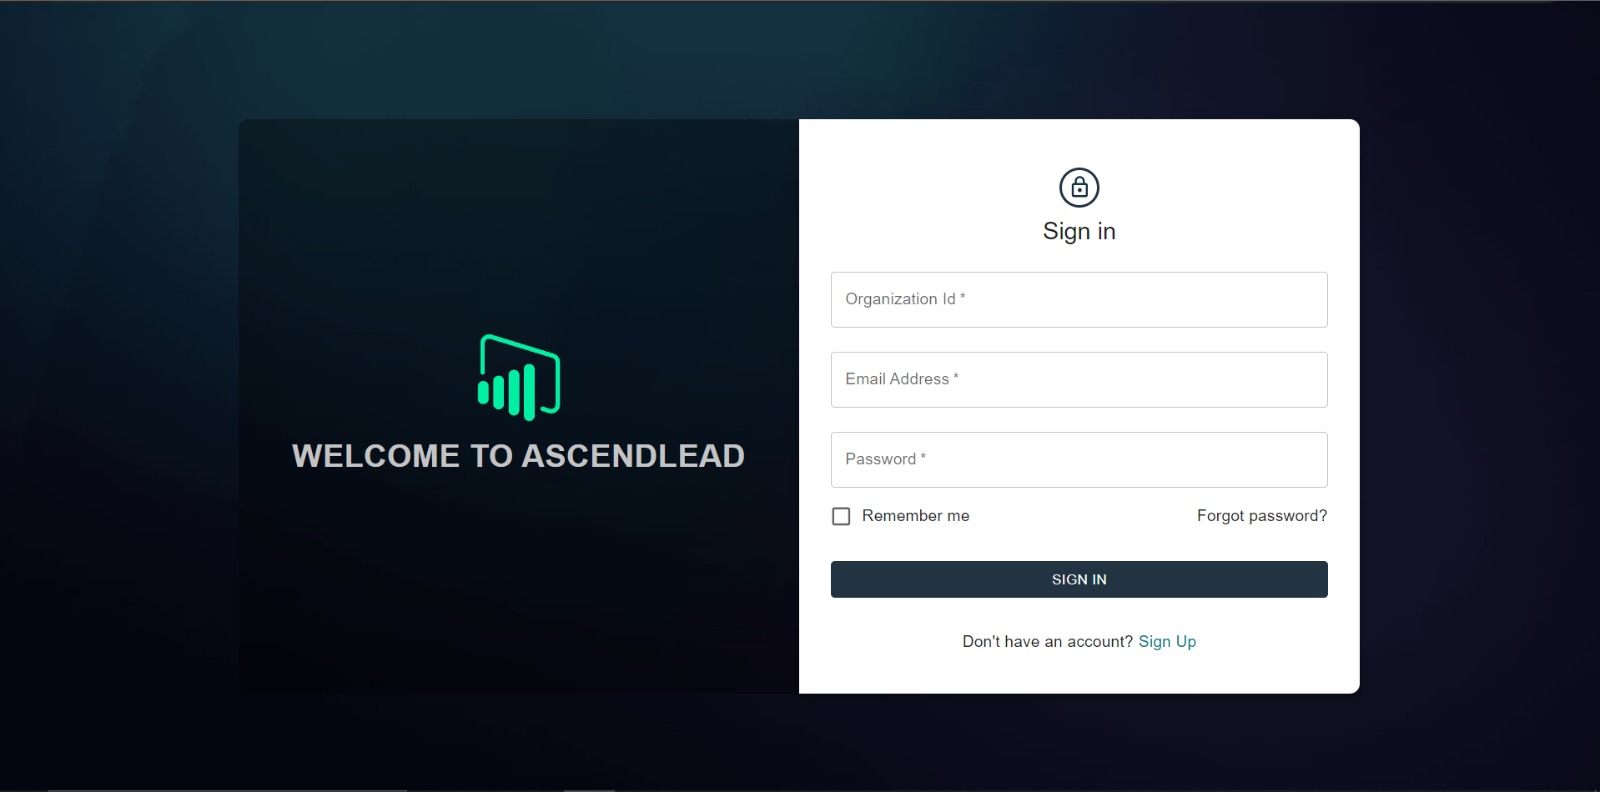 WELCOME TO ASCENDLEAD
Sign in
Organization Id *
Email Address *
Password *
Remember me
Forgot password?
SIGN IN
Don't have an account? Sign Up